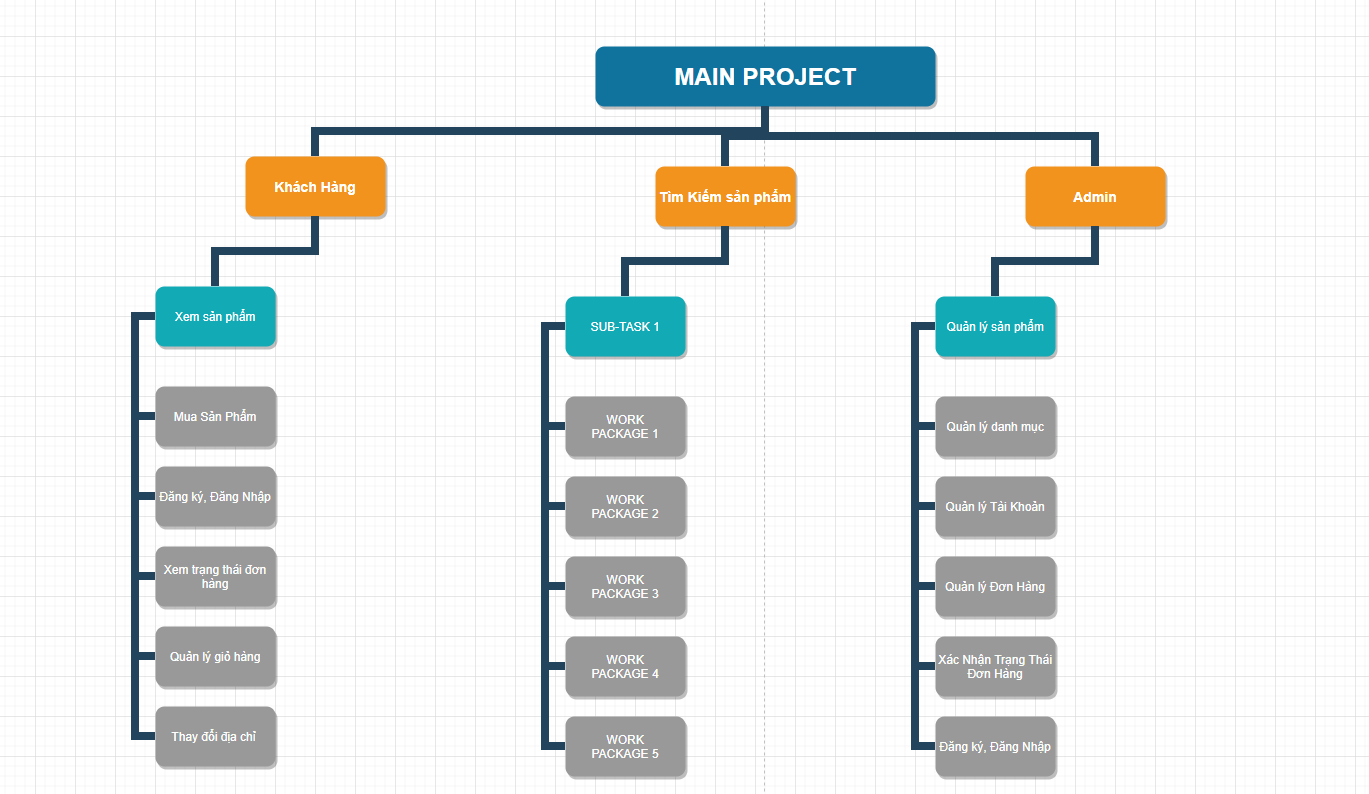 MAIN PROJECT
Khách Hàng
Tìm Kiếm sản phẩm
Admin
Xem sản phẩm
SUB-TASK 1
Quản lý sản phẩm
Mua Sản Phẩm
WORK
PACKAGE 1
Quản lý danh mục
Đăng ký, Đăng Nhập
WORK
PACKAGE 2
Quản lý Tài Khoản
Xem trạng thái đơn
hàng
WORK
PACKAGE 3
Quản lý Đơn Hàng
Quản lý giỏ hàng
WORK
PACKAGE 4
Xác Nhận Trạng Thái
Đơn Hàng
Thay đổi địa chỉ
WORK
PACKAGE 5
Đăng ký, Đăng Nhập